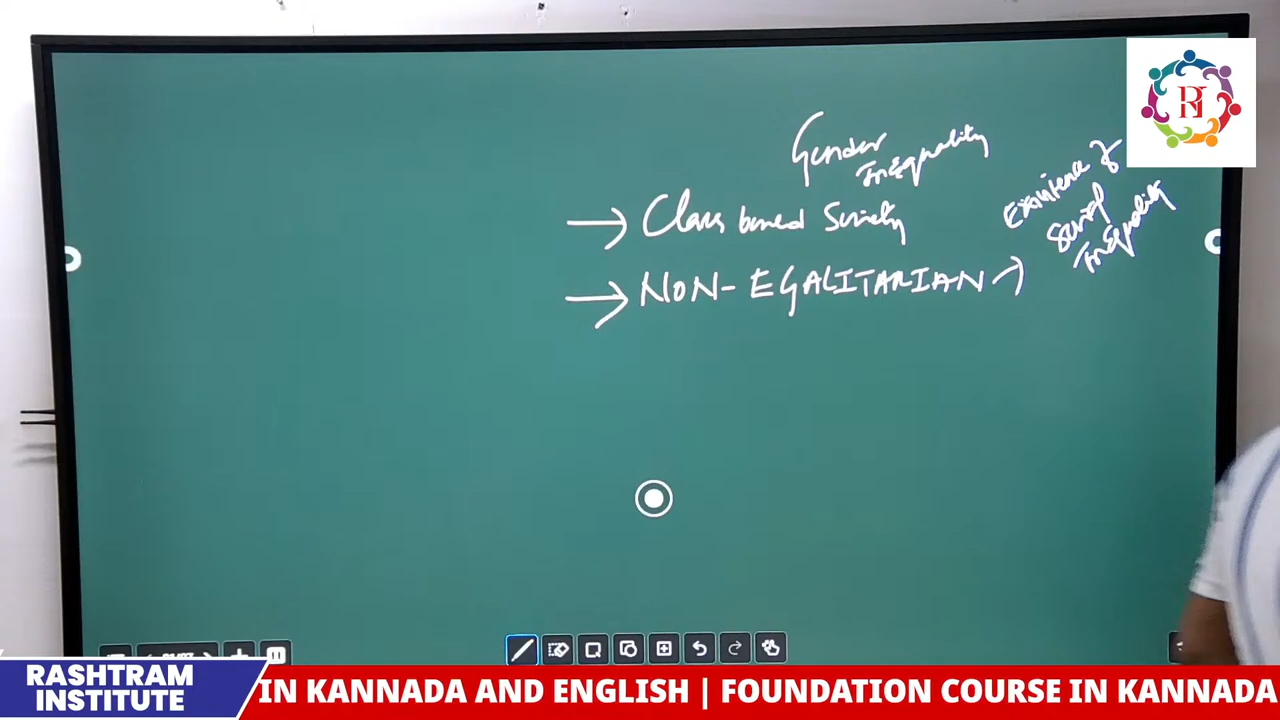 Gender
InEquality
→ Class based Society
→ NON-EGALITARIAN →
Existence of
Social
InEquality
RI
RASHTRAM
INSTITUTE
IN KANNADA AND ENGLISH | FOUNDATION COURSE IN KANNADA